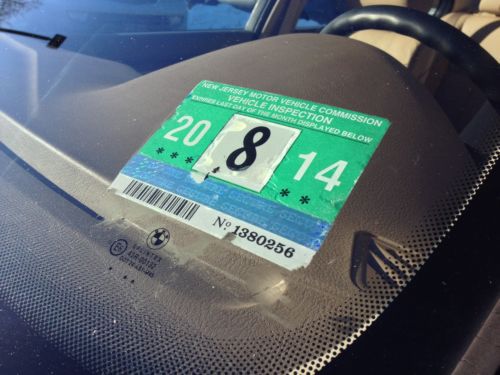 NEW JERSEY MOTOR VEHICLE COMMISSION
VEHICLE INSPECTION
EXPIRES LAST DAY OF THE MONTH DISPLAYED BELOW
20 8 14
No 1380256